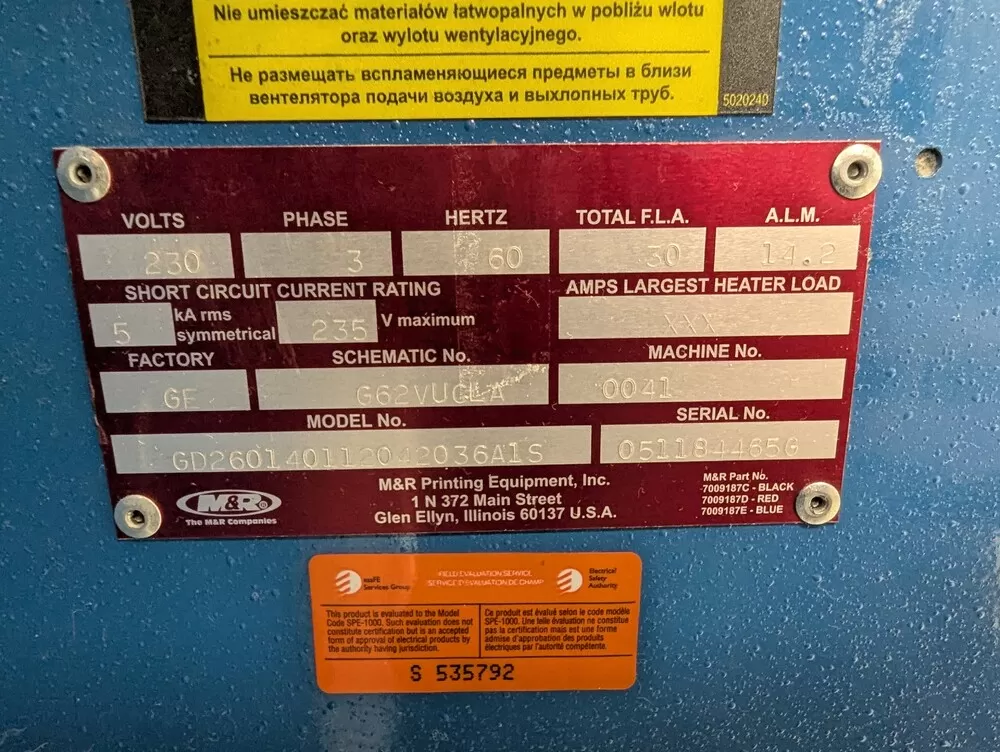 Nie umieszczać materiałów łatwopalnych w pobliżu wlotu
oraz wylotu wentylacyjnego.
Не размещать вспламеняющиеся предметы в близи
вентелятора подачи воздуха и выхлопных труб.
5020240
VOLTS PHASE HERTZ TOTAL F.L.A. A.L.M.
230 3 60 30 14.2
SHORT CIRCUIT CURRENT RATING AMPS LARGEST HEATER LOAD
5 kA rms symmetrical 235 V maximum XXX
FACTORY SCHEMATIC No. MACHINE No.
GE G62VUCLA 0041
MODEL No. SERIAL No.
GD260140112042036A1S 051184465G
M&R®
The M&R Companies
M&R Printing Equipment, Inc.
1 N 372 Main Street
Glen Ellyn, Illinois 60137 U.S.A.
M&R Part No.
7009187C - BLACK
7009187D - RED
7009187E - BLUE
esaFE
Services Group
FIELD EVALUATION SERVICE
SERVICE D'ÉVALUATION DE CHAMP
Electrical
Safety
Authority
This product is evaluated to the Model
Code SPE-1000. Such evaluation does not
constitute certification but is an accepted
form of approval of electrical products by
the authority having jurisdiction.
Ce produit est évalué selon le code modèle
SPE-1000. Une telle évaluation ne constitue
pas la certification mais est une forme
admise d'approbation des produits
électriques par l'autorité compétente.
S 535792